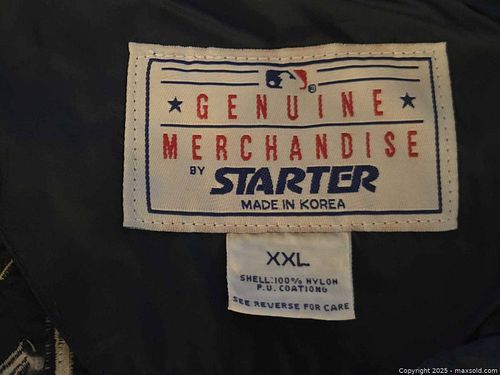 GENUINE
MERCHANDISE
BY STARTER
MADE IN KOREA
XXL
SHELL:100% NYLON
P.U. COATIONG
SEE REVERSE FOR CARE
Copyright 2025 - maxsold.com